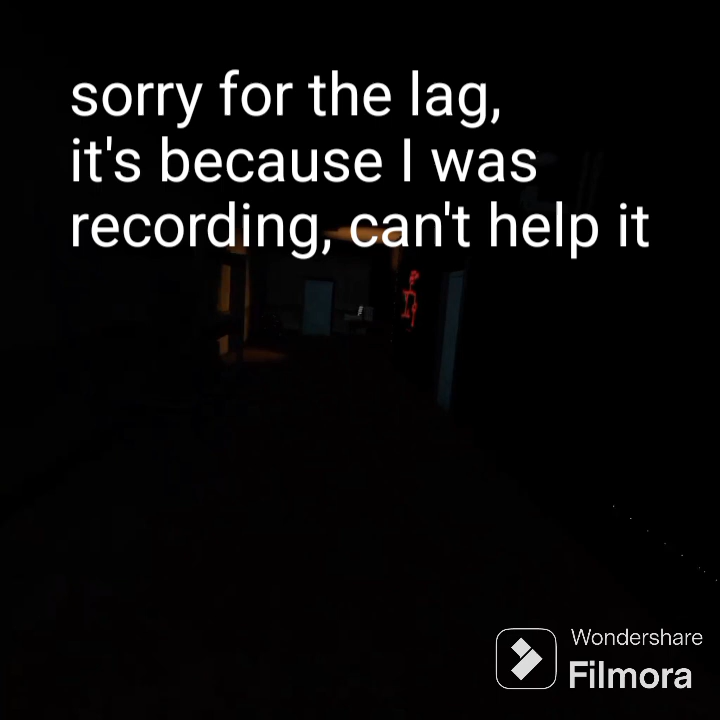 sorry for the lag,
it's because I was
recording, can't help it
Wondershare
Filmora